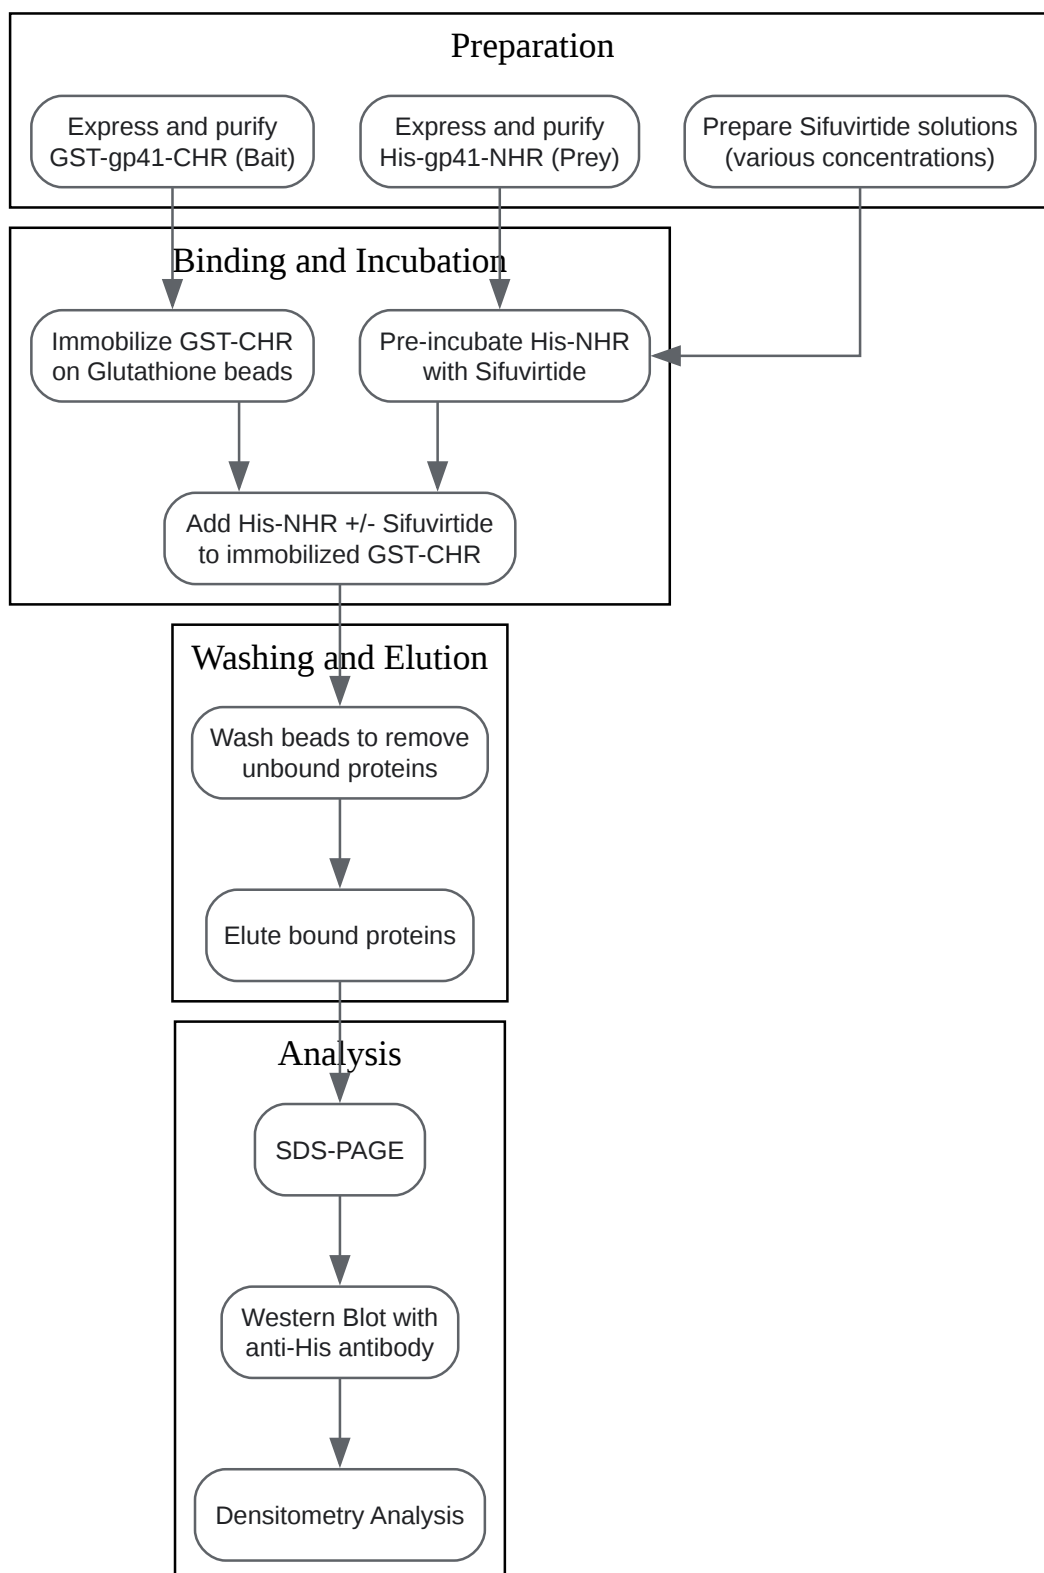 Preparation
Express and purify
GST-gp41-CHR (Bait)
Express and purify
His-gp41-NHR (Prey)
Prepare Sifuvirtide solutions
(various concentrations)
Binding and Incubation
Immobilize GST-CHR
on Glutathione beads
Pre-incubate His-NHR
with Sifuvirtide
Add His-NHR +/- Sifuvirtide
to immobilized GST-CHR
Washing and Elution
Wash beads to remove
unbound proteins
Elute bound proteins
Analysis
SDS-PAGE
Western Blot with
anti-His antibody
Densitometry Analysis